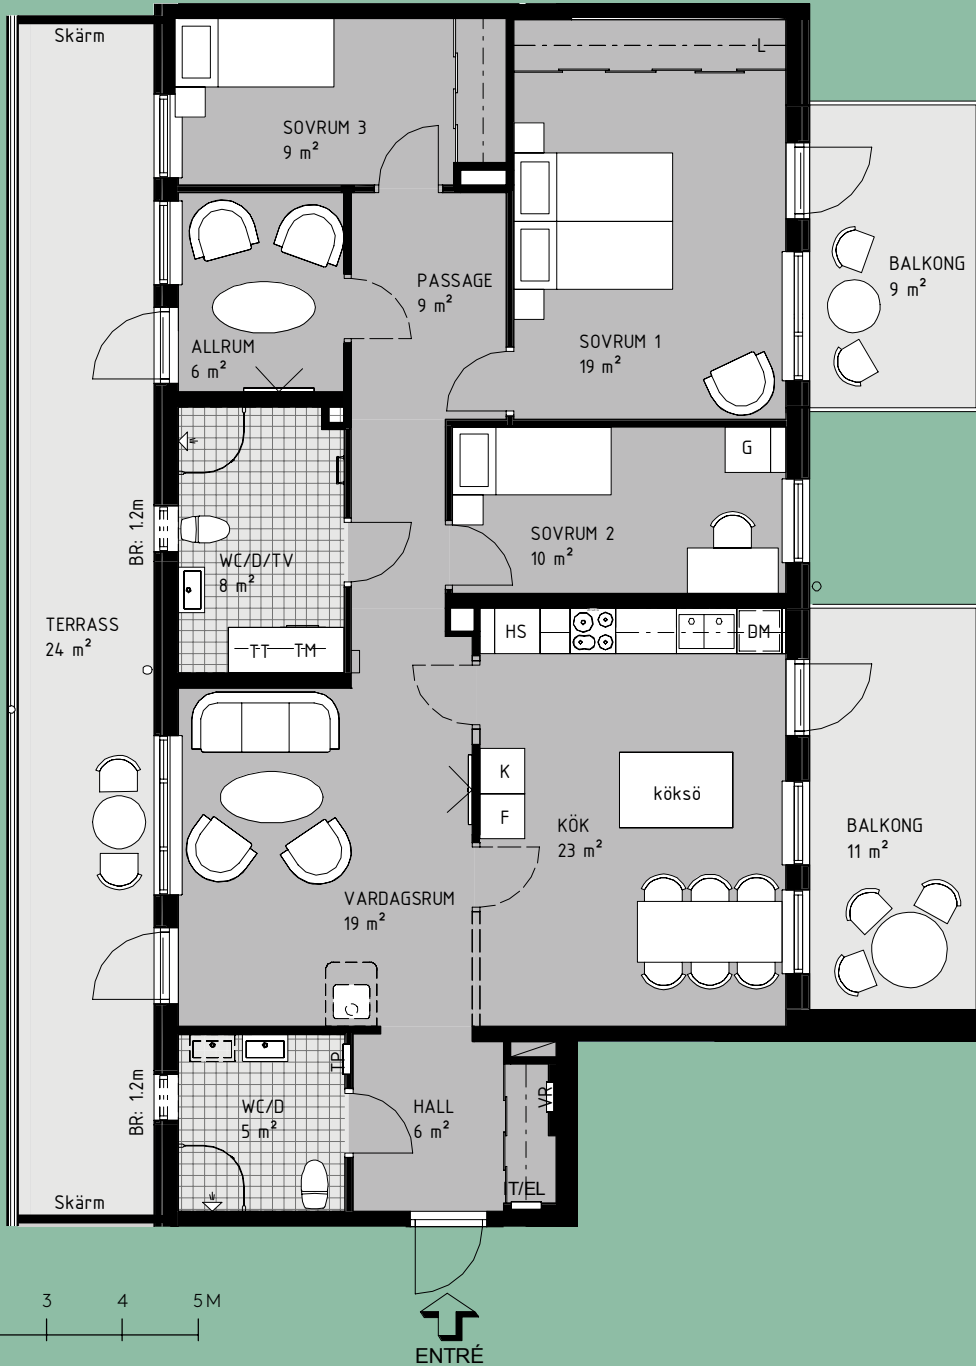 Skärm
L
SOVRUM 3
9 m²
BALKONG
9 m²
PASSAGE
9 m²
SOVRUM 1
19 m²
ALLRUM
6 m²
G
BR: 1.2m
SOVRUM 2
10 m²
WC/D/TV
8 m²
TERRASS
24 m²
HS
DM
TT
TM
K
köksö
F
KÖK
23 m²
BALKONG
11 m²
VARDAGSRUM
19 m²
TP
BR: 1.2m
WC/D
5 m²
HALL
6 m²
VR
IT/EL
Skärm
3 4 5 M
ENTRÉ